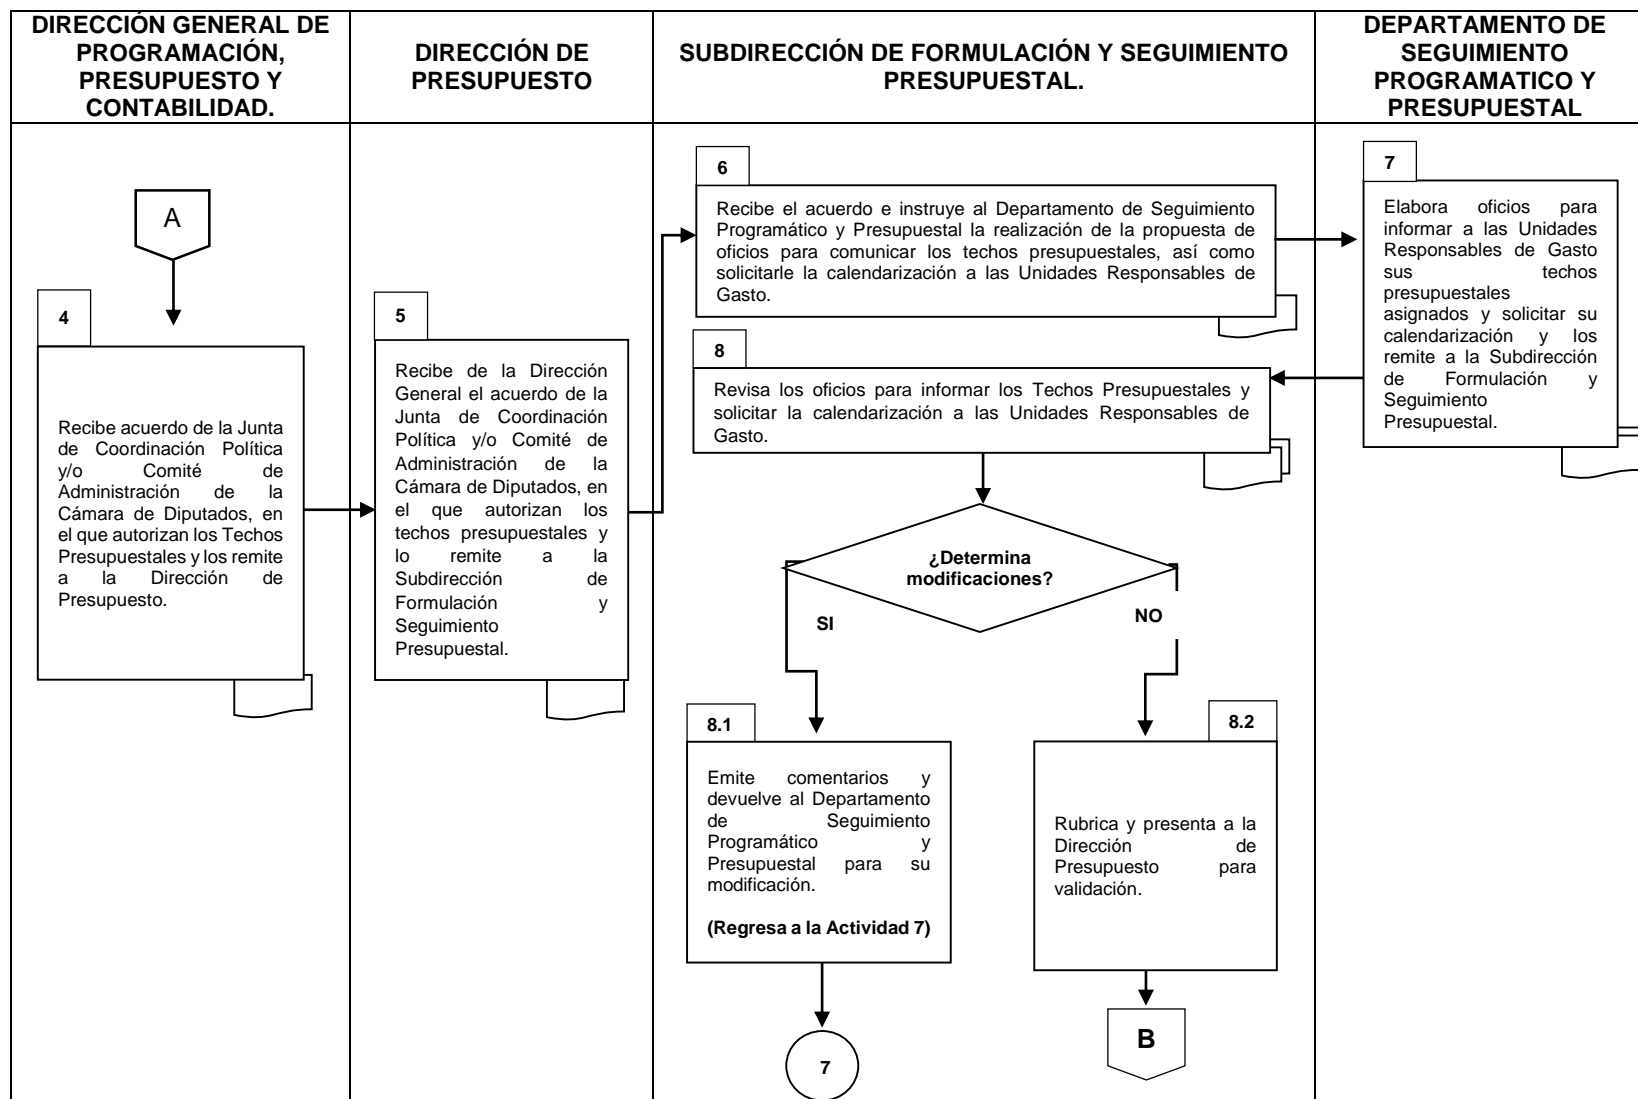 DIRECCIÓN GENERAL DE
PROGRAMACIÓN,
PRESUPUESTO Y
CONTABILIDAD.
DIRECCIÓN DE
PRESUPUESTO
SUBDIRECCIÓN DE FORMULACIÓN Y SEGUIMIENTO
PRESUPUESTAL.
DEPARTAMENTO DE
SEGUIMIENTO
PROGRAMATICO Y
PRESUPUESTAL
A
4
Recibe acuerdo de la Junta
de Coordinación Política
y/o Comité de
Administración de la
Cámara de Diputados, en
el que autorizan los Techos
Presupuestales y los remite
a la Dirección de
Presupuesto.
5
Recibe de la Dirección
General el acuerdo de la
Junta de Coordinación
Política y/o Comité de
Administración de la
Cámara de Diputados, en
el que autorizan los
techos presupuestales y
lo remite a la
Subdirección de
Formulación y
Seguimiento
Presupuestal.
6
Recibe el acuerdo e instruye al Departamento de Seguimiento
Programático y Presupuestal la realización de la propuesta de
oficios para comunicar los techos presupuestales, así como
solicitarle la calendarización a las Unidades Responsables de
Gasto.
7
Elabora oficios para
informar a las Unidades
Responsables de Gasto
sus techos
presupuestales
asignados y solicitar su
calendarización y los
remite a la Subdirección
de Formulación y
Seguimiento
Presupuestal.
8
Revisa los oficios para informar los Techos Presupuestales y
solicitar la calendarización a las Unidades Responsables de
Gasto.
¿Determina
modificaciones?
SI
NO
8.1
Emite comentarios y
devuelve al Departamento
de Seguimiento
Programático y
Presupuestal para su
modificación.
(Regresa a la Actividad 7)
7
8.2
Rubrica y presenta a la
Dirección de
Presupuesto para
validación.
B